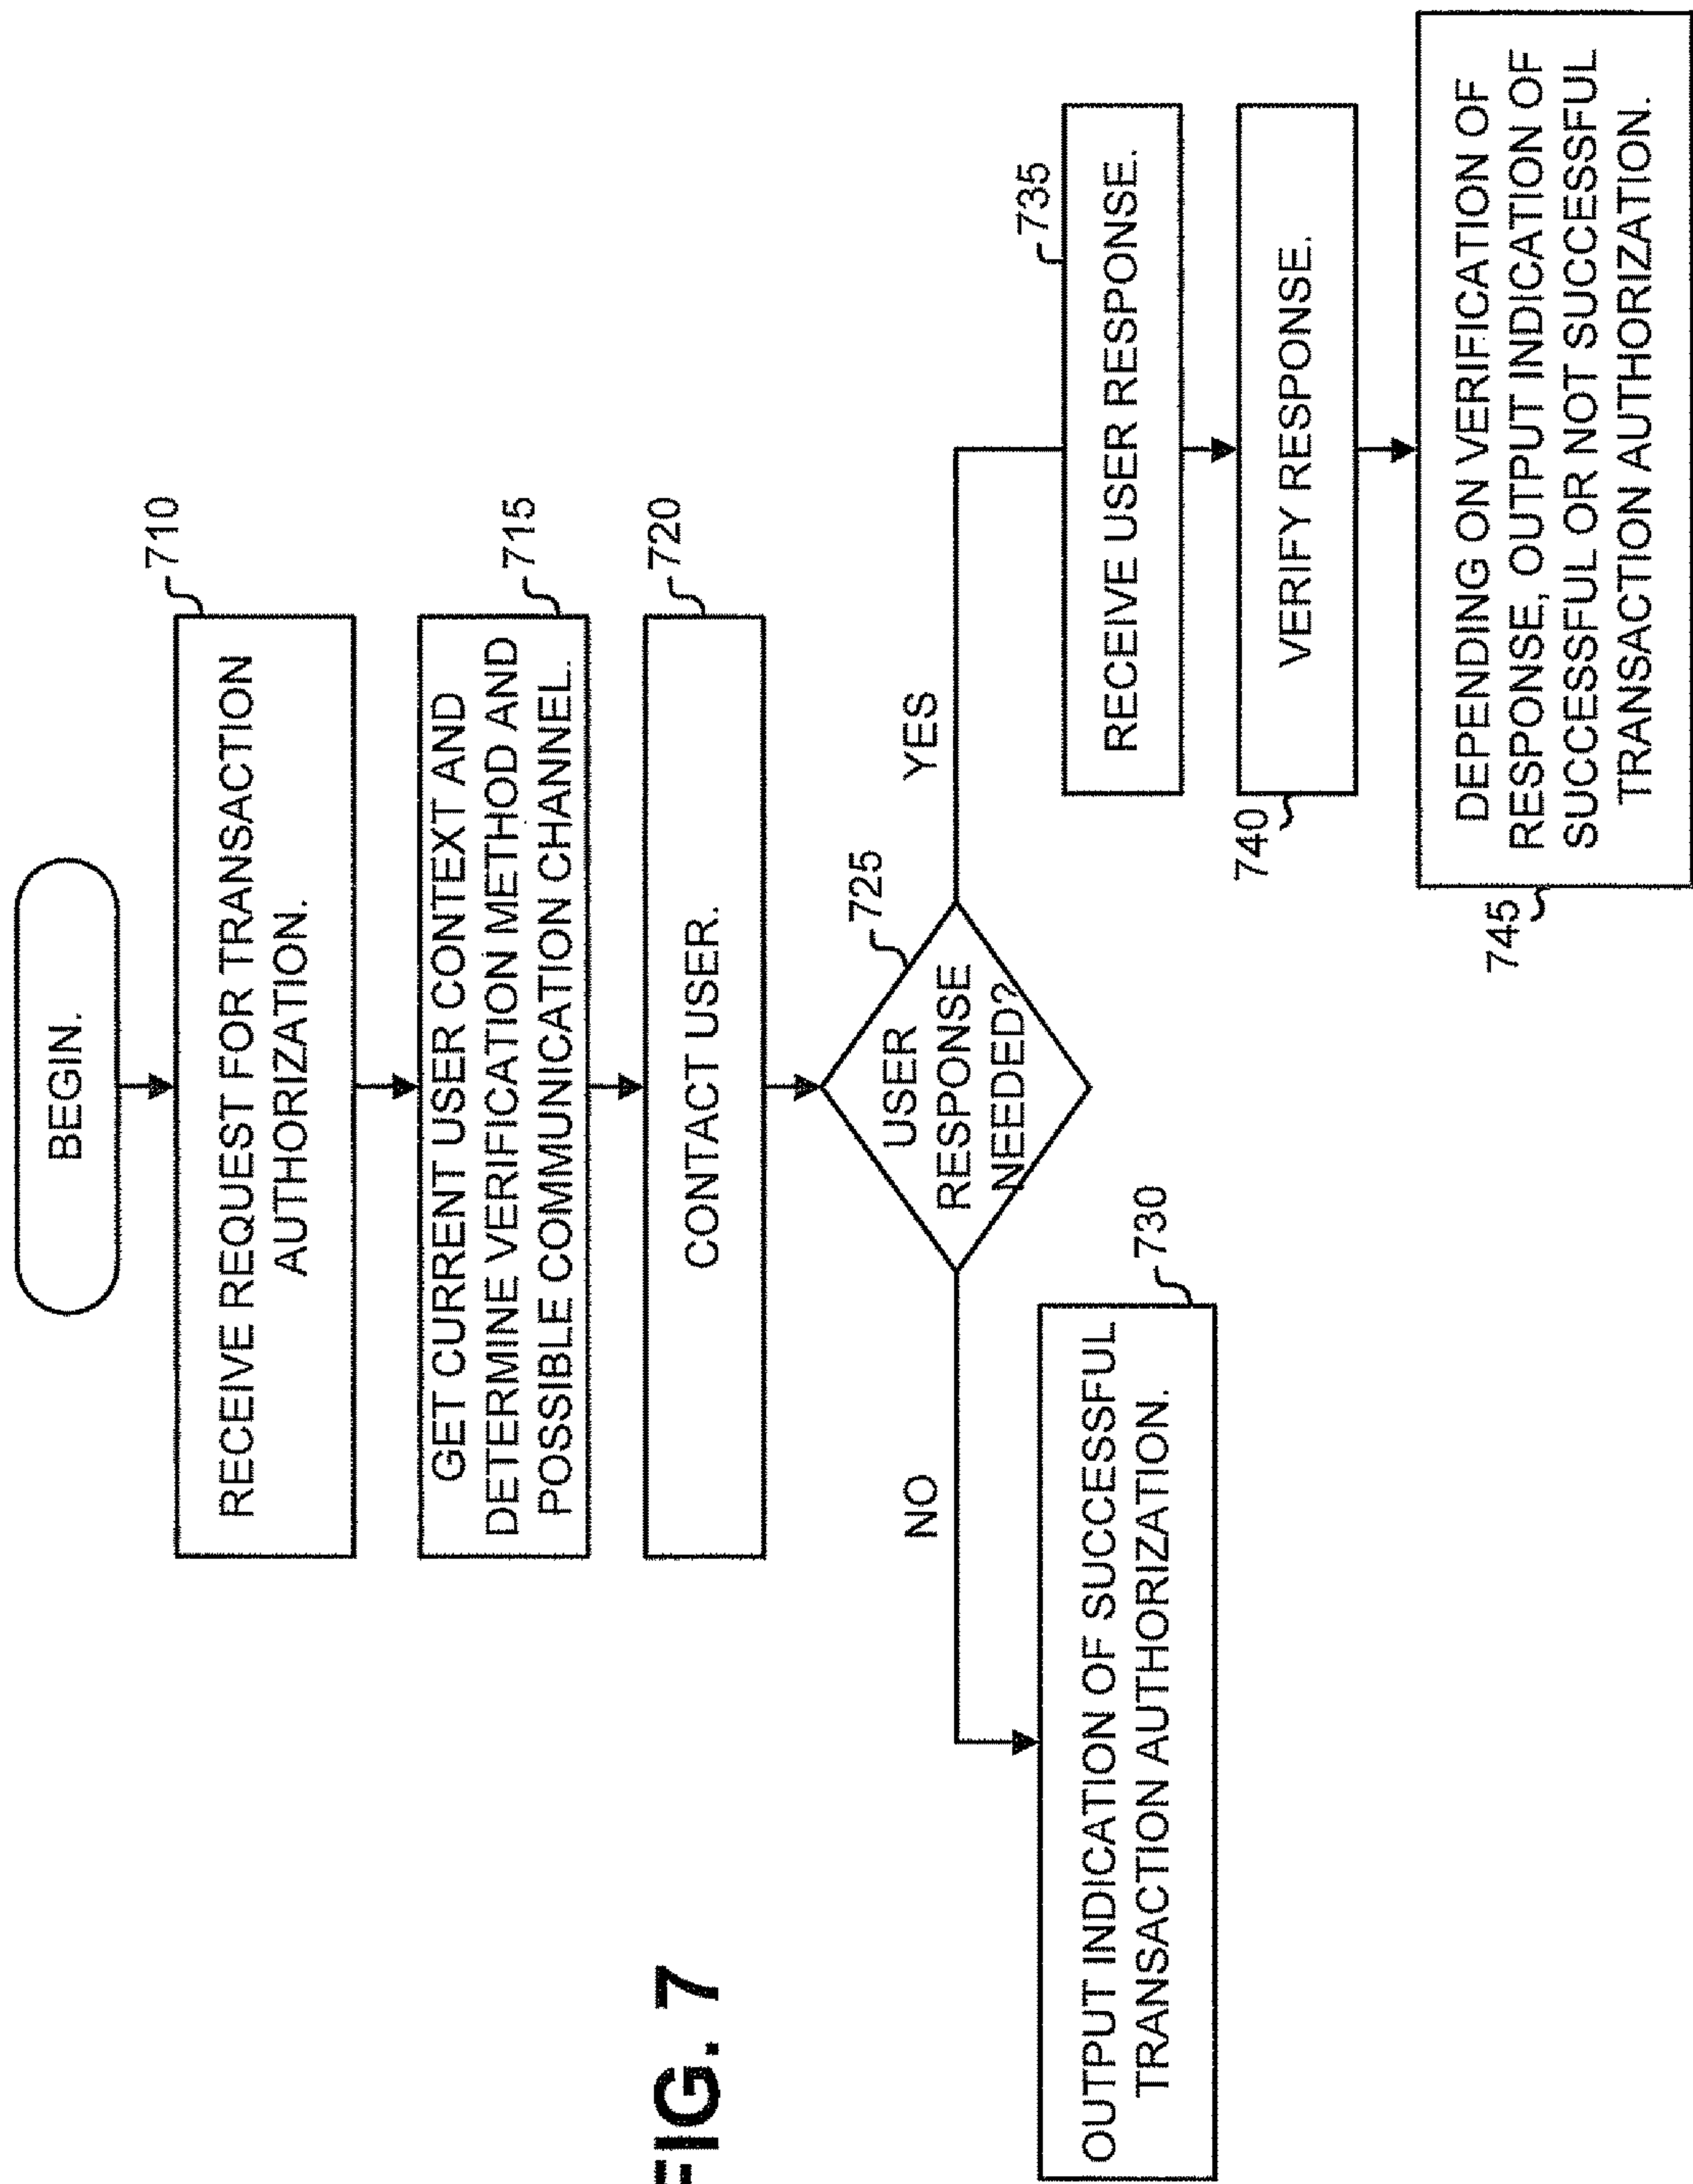 BEGIN.
710
RECEIVE REQUEST FOR TRANSACTION
AUTHORIZATION.
715
GET CURRENT USER CONTEXT AND
DETERMINE VERIFICATION METHOD AND
POSSIBLE COMMUNICATION CHANNEL.
720
CONTACT USER.
725
USER
RESPONSE
NEEDED?
NO
YES
730
OUTPUT INDICATION OF SUCCESSFUL
TRANSACTION AUTHORIZATION.
735
RECEIVE USER RESPONSE.
740
VERIFY RESPONSE.
745
DEPENDING ON VERIFICATION OF
RESPONSE, OUTPUT INDICATION OF
SUCCESSFUL OR NOT SUCCESSFUL
TRANSACTION AUTHORIZATION.
FIG. 7